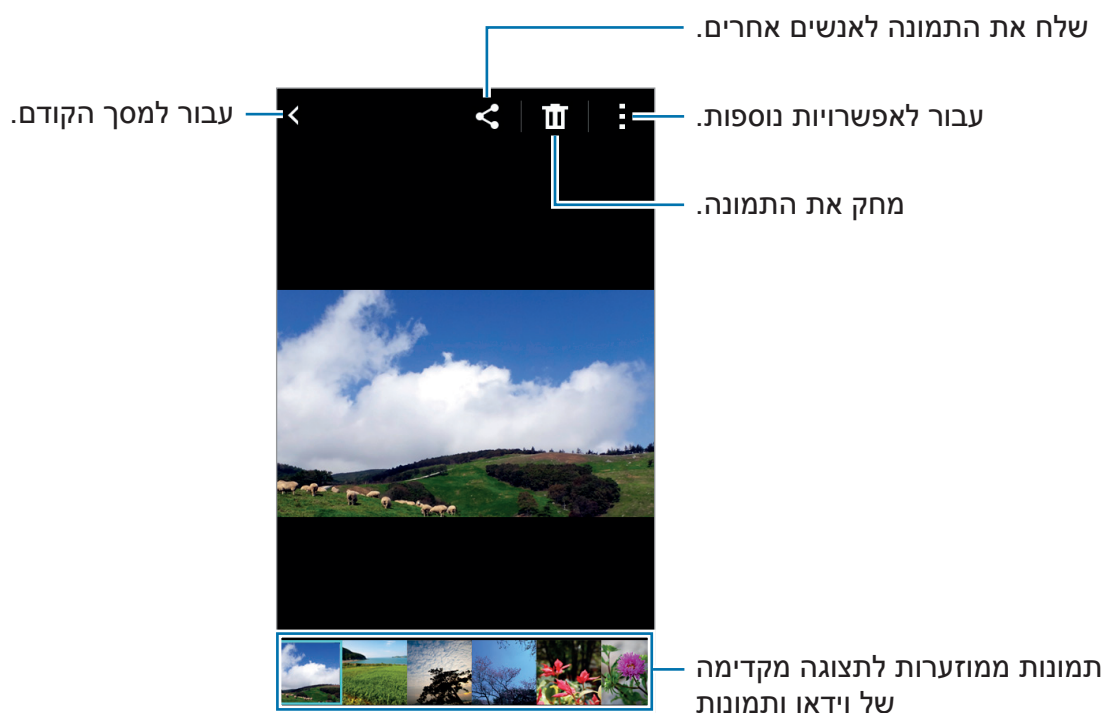 שלח את התמונה לאנשים אחרים.
עבור למסך הקודם.
עבור לאפשרויות נוספות.
מחק את התמונה.
תמונות ממוזערות לתצוגה מקדימה
של וידאו ותמונות